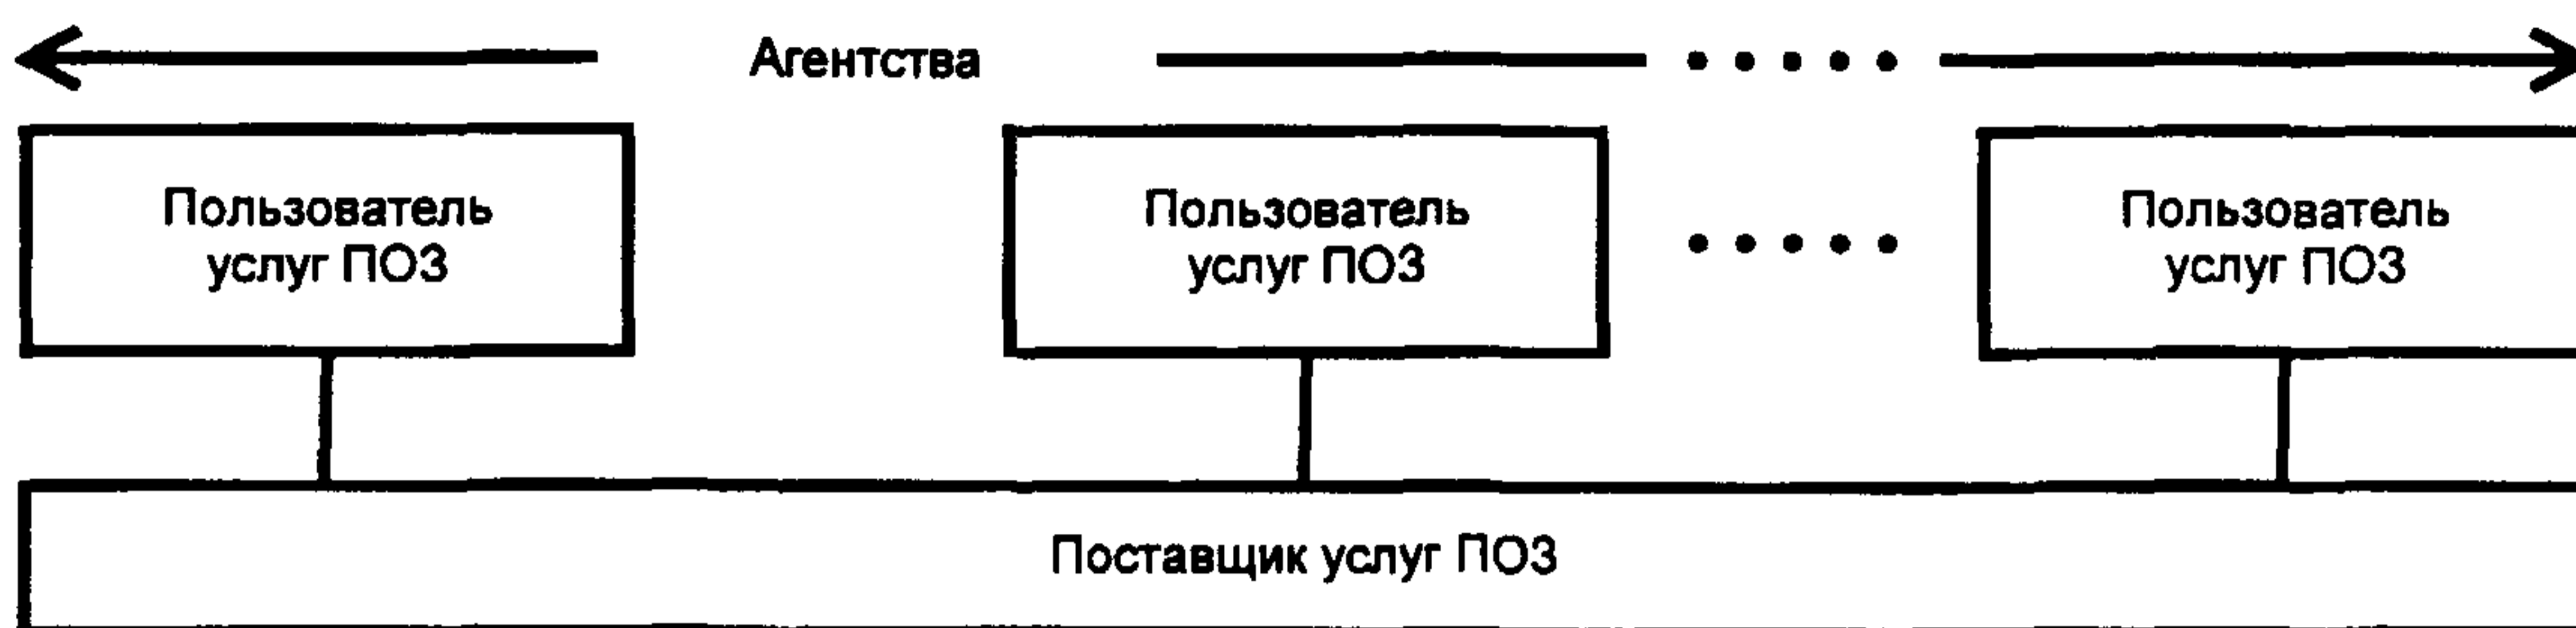 Агентства
Пользователь
услуг ПОЗ
Пользователь
услуг ПОЗ
Пользователь
услуг ПОЗ
Поставщик услуг ПОЗ